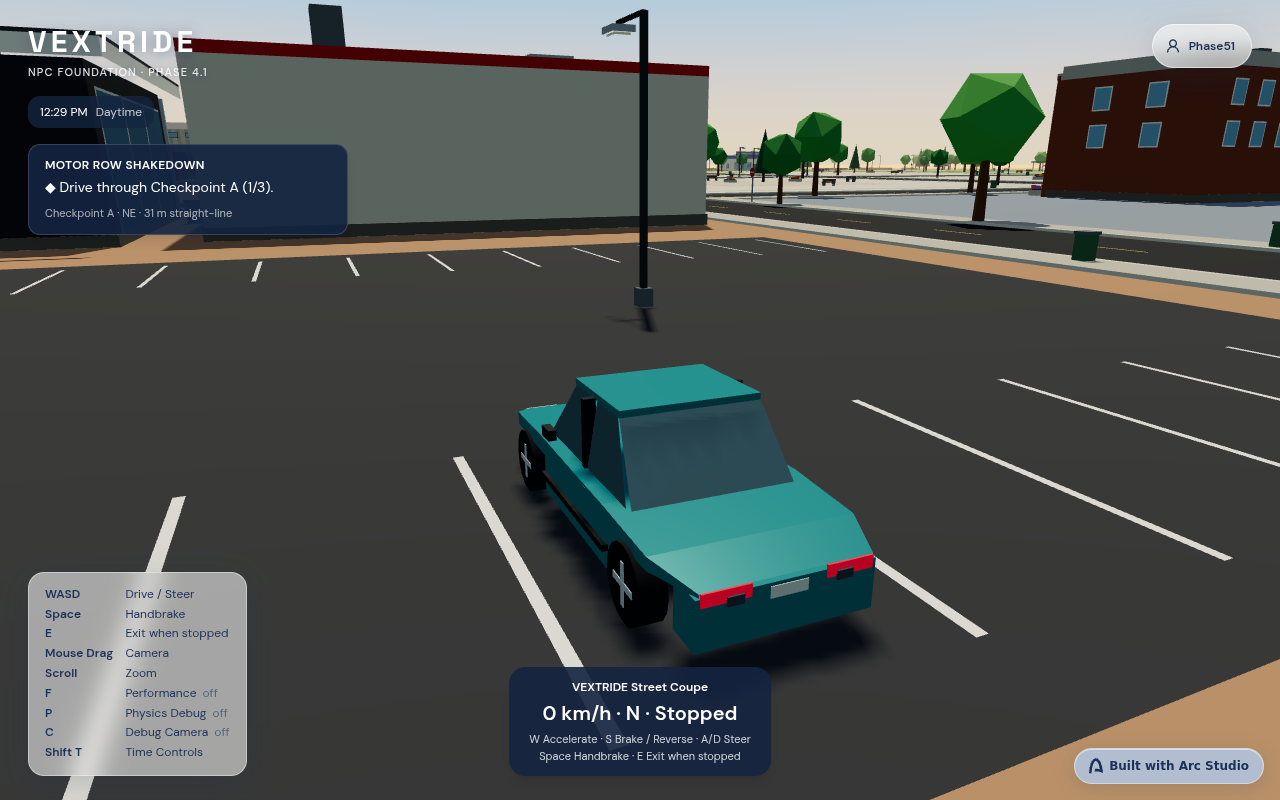 VEXTRIDE
NPC FOUNDATION · PHASE 4.1
12:29 PM Daytime
MOTOR ROW SHAKEDOWN
◆ Drive through Checkpoint A (1/3).
Checkpoint A · NE · 31 m straight-line
Phase51
WASD Drive / Steer
Space Handbrake
E Exit when stopped
Mouse Drag Camera
Scroll Zoom
F Performance off
P Physics Debug off
C Debug Camera off
Shift T Time Controls
VEXTRIDE Street Coupe
0 km/h · N · Stopped
W Accelerate · S Brake / Reverse · A/D Steer
Space Handbrake · E Exit when stopped
Built with Arc Studio